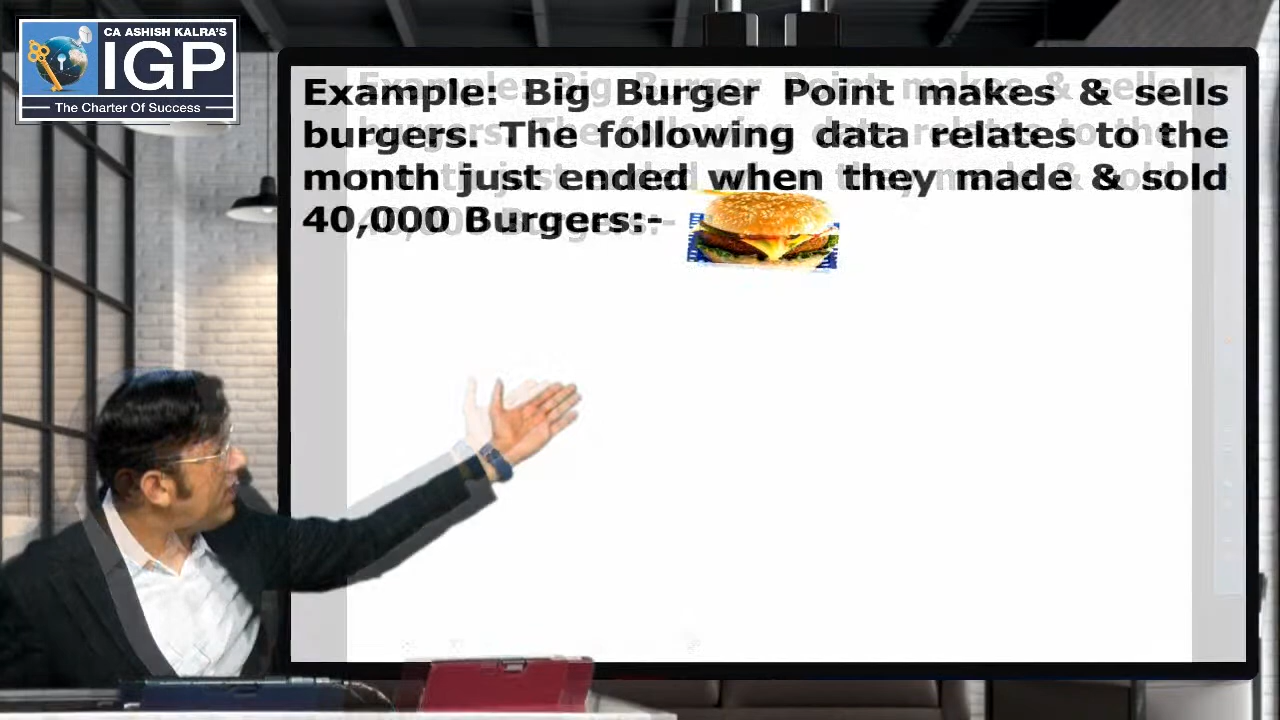 CA ASHISH KALRA'S
IGP
The Charter Of Success
Example: Big Burger Point makes & sells
burgers. The following data relates to the
month just ended when they made & sold
40,000 Burgers:-